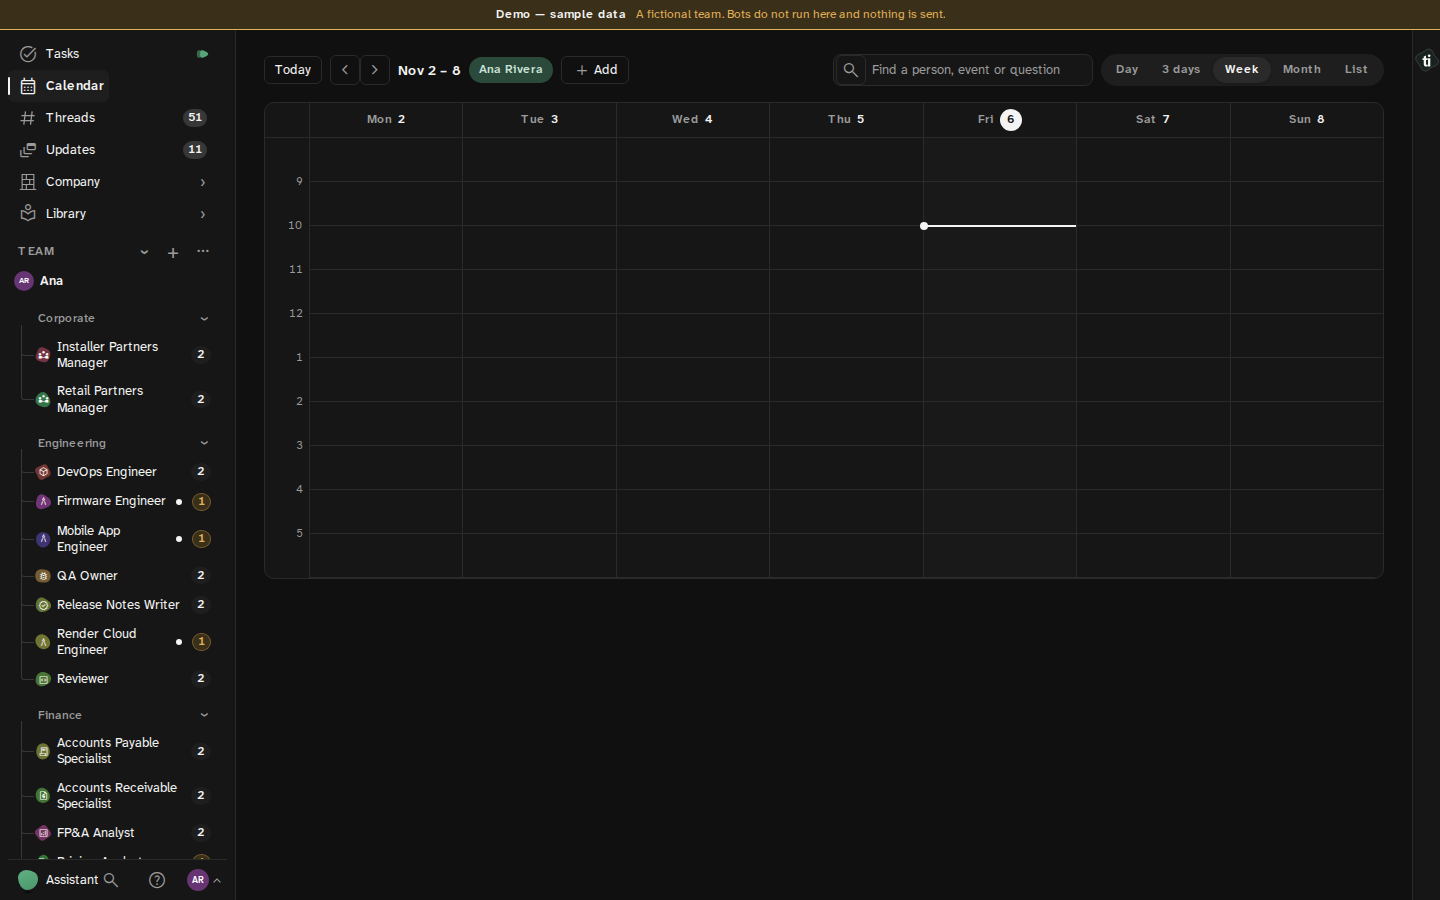 Demo — sample data A fictional team. Bots do not run here and nothing is sent.
Tasks
Calendar
Threads 51
Updates 11
Company
Library
TEAM
AR Ana
Corporate
Installer Partners
Manager 2
Retail Partners
Manager 2
Engineering
DevOps Engineer 2
Firmware Engineer 1
Mobile App
Engineer 1
QA Owner 2
Release Notes Writer 2
Render Cloud
Engineer 1
Reviewer 2
Finance
Accounts Payable
Specialist 2
Accounts Receivable
Specialist 2
FP&A Analyst 2
Assistant
AR
Today
Nov 2 – 8
Ana Rivera
+ Add
Find a person, event or question
Day 3 days Week Month List
Mon 2 Tue 3 Wed 4 Thu 5 Fri 6 Sat 7 Sun 8
9
10
11
12
1
2
3
4
5
ti